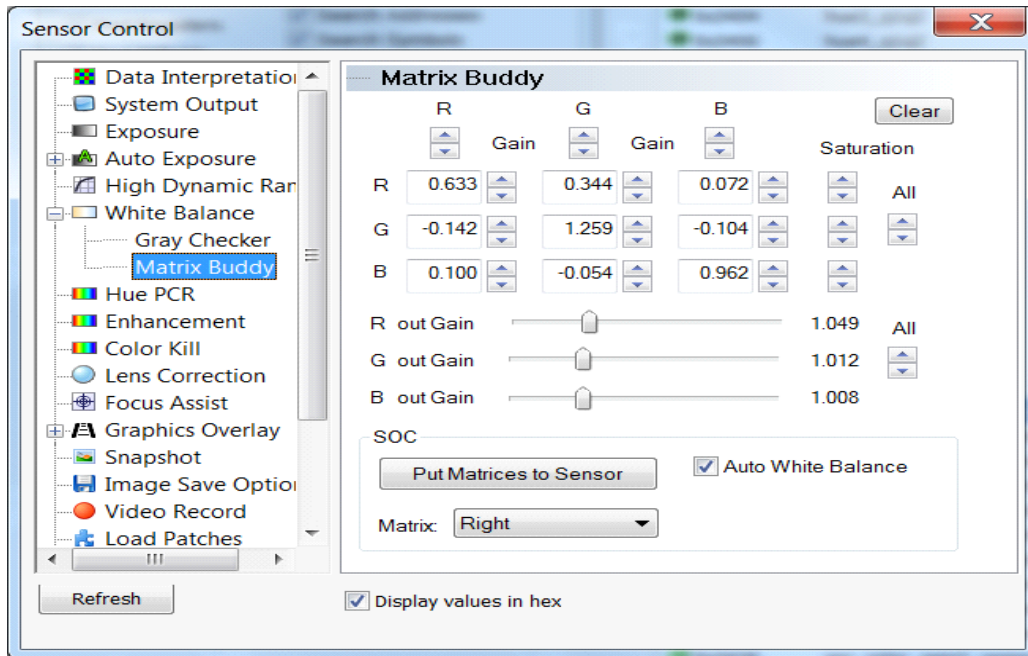 Sensor Control
Data Interpretation
System Output
Exposure
Auto Exposure
High Dynamic Ran
White Balance
Gray Checker
Matrix Buddy
Hue PCR
Enhancement
Color Kill
Lens Correction
Focus Assist
Graphics Overlay
Snapshot
Image Save Option
Video Record
Load Patches
Refresh
Matrix Buddy
R G B Clear
Gain Gain Saturation
R 0.633 0.344 0.072 All
G -0.142 1.259 -0.104
B 0.100 -0.054 0.962
R out Gain 1.049 All
G out Gain 1.012
B out Gain 1.008
SOC
Put Matrices to Sensor Auto White Balance
Matrix: Right
Display values in hex